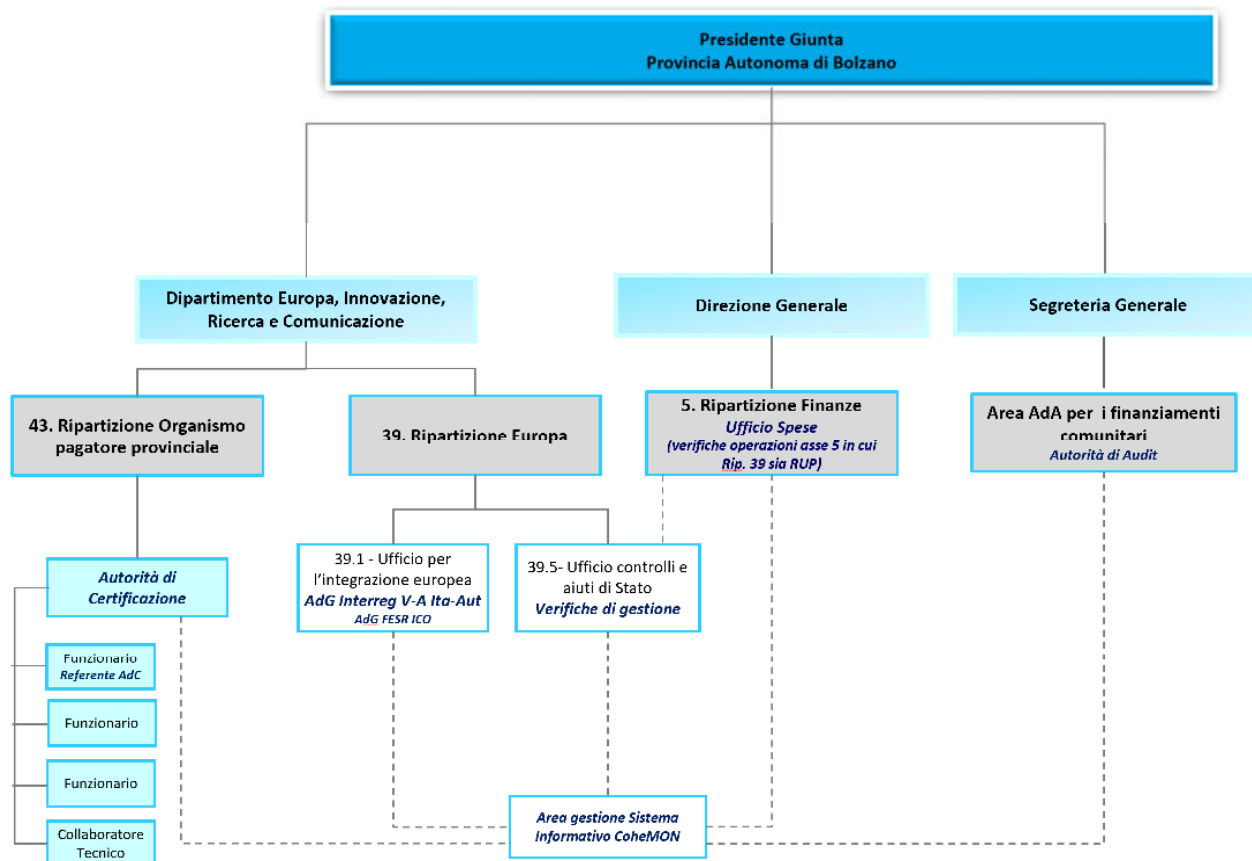 Presidente Giunta
Provincia Autonoma di Bolzano
Dipartimento Europa, Innovazione,
Ricerca e Comunicazione
Direzione Generale
Segreteria Generale
43. Ripartizione Organismo
pagatore provinciale
39. Ripartizione Europa
5. Ripartizione Finanze
Ufficio Spese
(verifiche operazioni asse 5 in cui
Rip. 39 sia RUP)
Area AdA per i finanziamenti
comunitari
Autorità di Audit
Autorità di
Certificazione
39.1 - Ufficio per
l'integrazione europea
AdG Interreg V-A Ita-Aut
AdG FESR ICO
39.5- Ufficio controlli e
aiuti di Stato
Verifiche di gestione
Funzionario
Referente AdC
Funzionario
Funzionario
Collaboratore
Tecnico
Area gestione Sistema
Informativo CoheMON